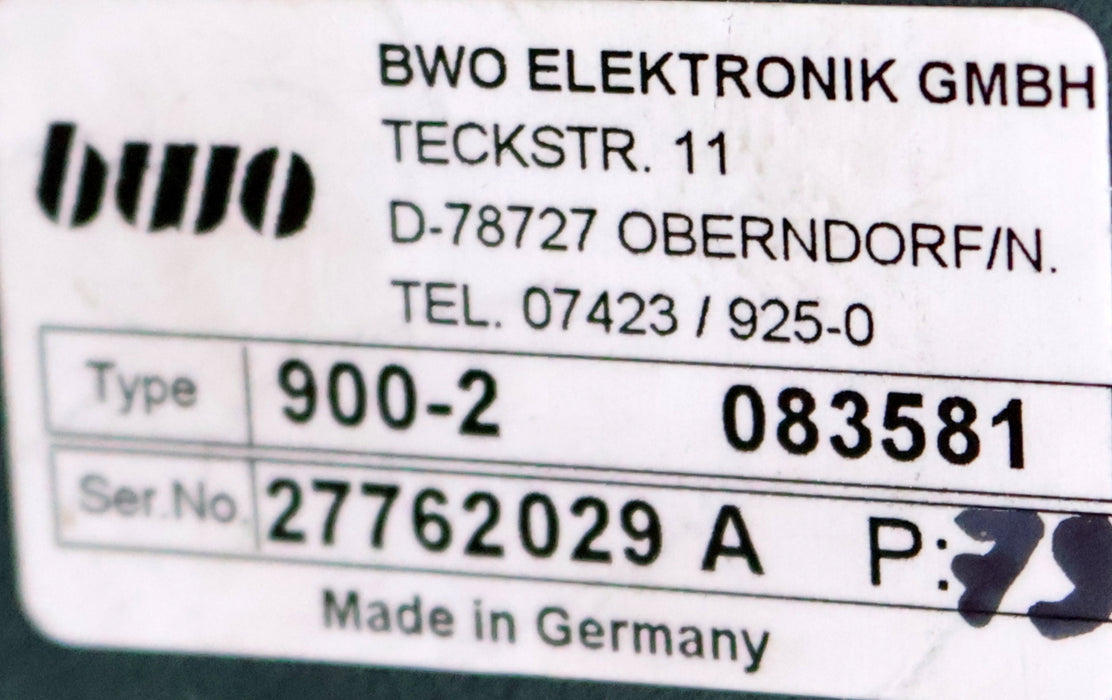 BWO ELEKTRONIK GMBH
bwo
TECKSTR. 11
D-78727 OBERNDORF/N.
TEL. 07423 / 925-0
Type 900-2 083581
Ser.No. 27762029 A P:
Made in Germany